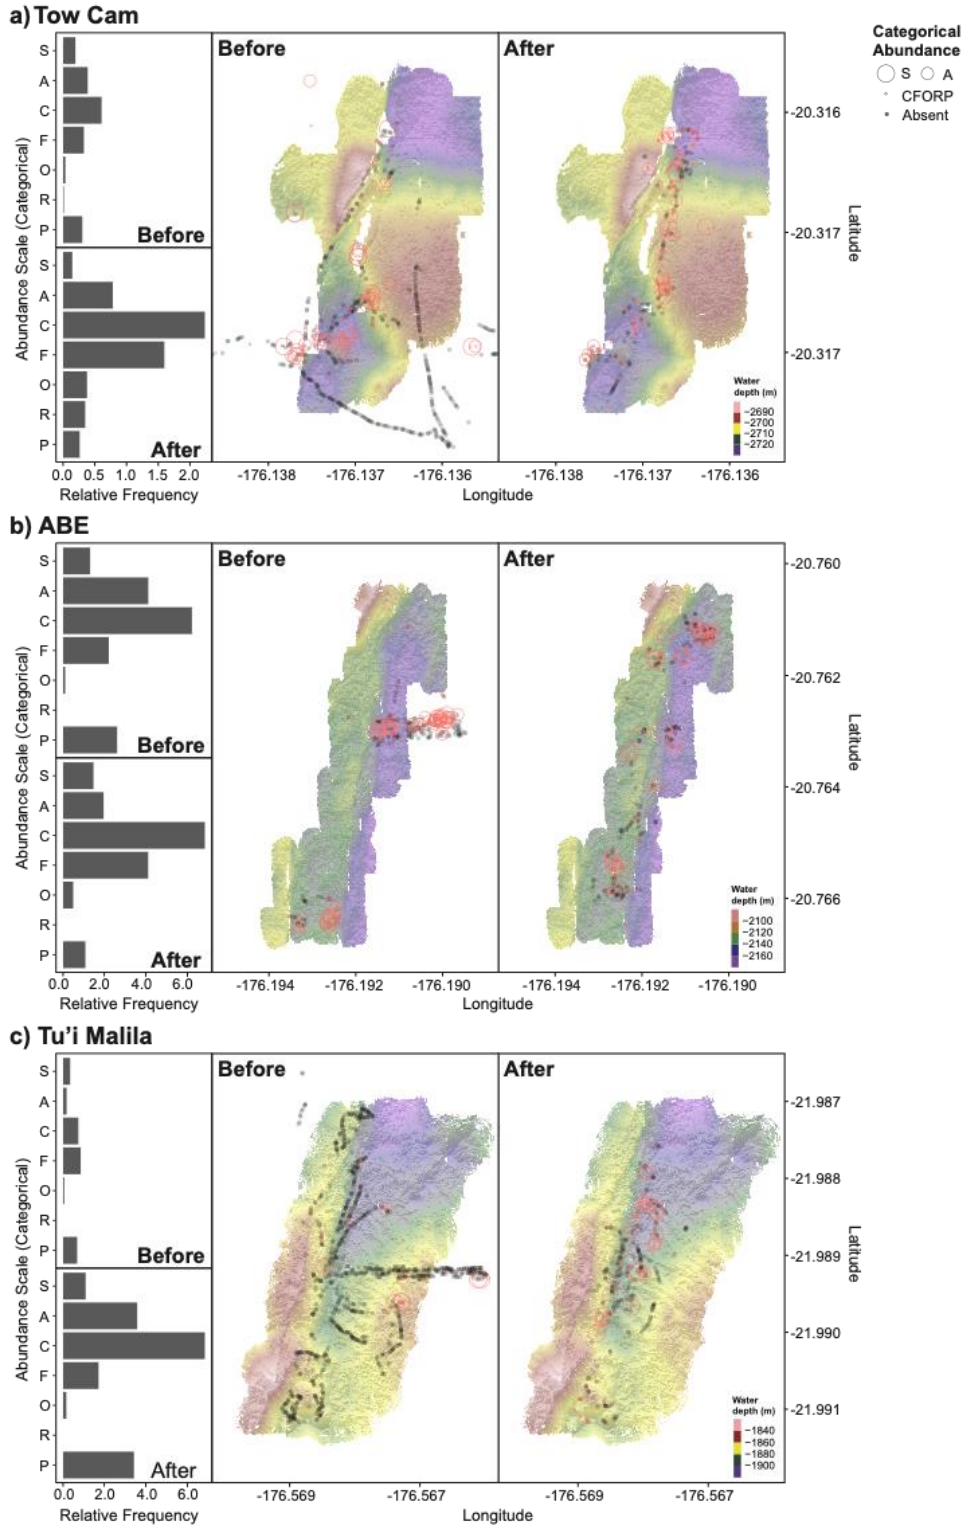 a) Tow Cam
Before
After
Categorical
Abundance
S A
CFORP
Absent
Abundance Scale (Categorical)
S
A
C
F
O
R
P
Before
S
A
C
F
O
R
P
After
0.0 0.5 1.0 1.5 2.0
Relative Frequency
-176.138 -176.137 -176.136
-176.138 -176.137 -176.136
Longitude
-20.316
-20.317
-20.317
Latitude
Water
depth (m)
-2690
-2700
-2710
-2720
b) ABE
Before
After
Abundance Scale (Categorical)
S
A
C
F
O
R
P
Before
S
A
C
F
O
R
P
After
0.0 2.0 4.0 6.0
Relative Frequency
-176.194 -176.192 -176.190
-176.194 -176.192 -176.190
Longitude
-20.760
-20.762
-20.764
-20.766
Latitude
Water
depth (m)
-2100
-2120
-2140
-2160
c) Tu'i Malila
Before
After
Abundance Scale (Categorical)
S
A
C
F
O
R
P
Before
S
A
C
F
O
R
P
After
0.0 2.0 4.0 6.0
Relative Frequency
-176.569 -176.567
-176.569 -176.567
Longitude
-21.987
-21.988
-21.989
-21.990
-21.991
Latitude
Water
depth (m)
-1840
-1860
-1880
-1900